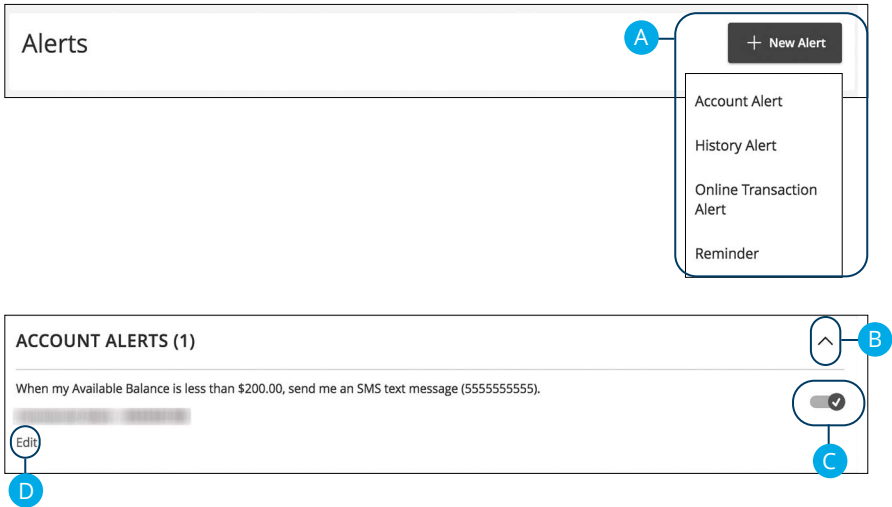 Alerts
A
+ New Alert
Account Alert
History Alert
Online Transaction
Alert
Reminder
ACCOUNT ALERTS (1)
B
When my Available Balance is less than $200.00, send me an SMS text message (5555555555).
Edit
C
D